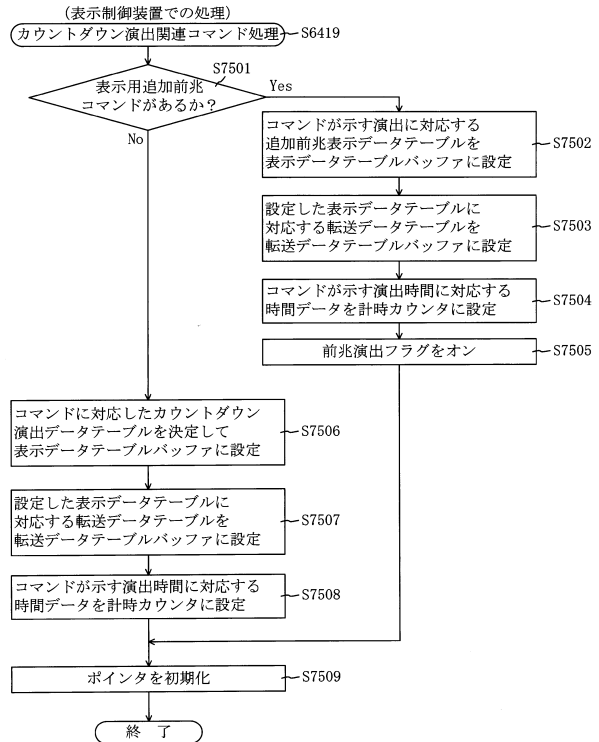 (表示制御装置での処理)
カウントダウン演出関連コマンド処理
S6419
S7501
表示用追加前兆
コマンドがあるか？
Yes
No
コマンドが示す演出に対応する
追加前兆表示データテーブルを
表示データテーブルバッファに設定
S7502
設定した表示データテーブルに
対応する転送データテーブルを
転送データテーブルバッファに設定
S7503
コマンドが示す演出時間に対応する
時間データを計時カウンタに設定
S7504
前兆演出フラグをオン
S7505
コマンドに対応したカウントダウン
演出データテーブルを決定して
表示データテーブルバッファに設定
S7506
設定した表示データテーブルに
対応する転送データテーブルを
転送データテーブルバッファに設定
S7507
コマンドが示す演出時間に対応する
時間データを計時カウンタに設定
S7508
ポインタを初期化
S7509
終 了